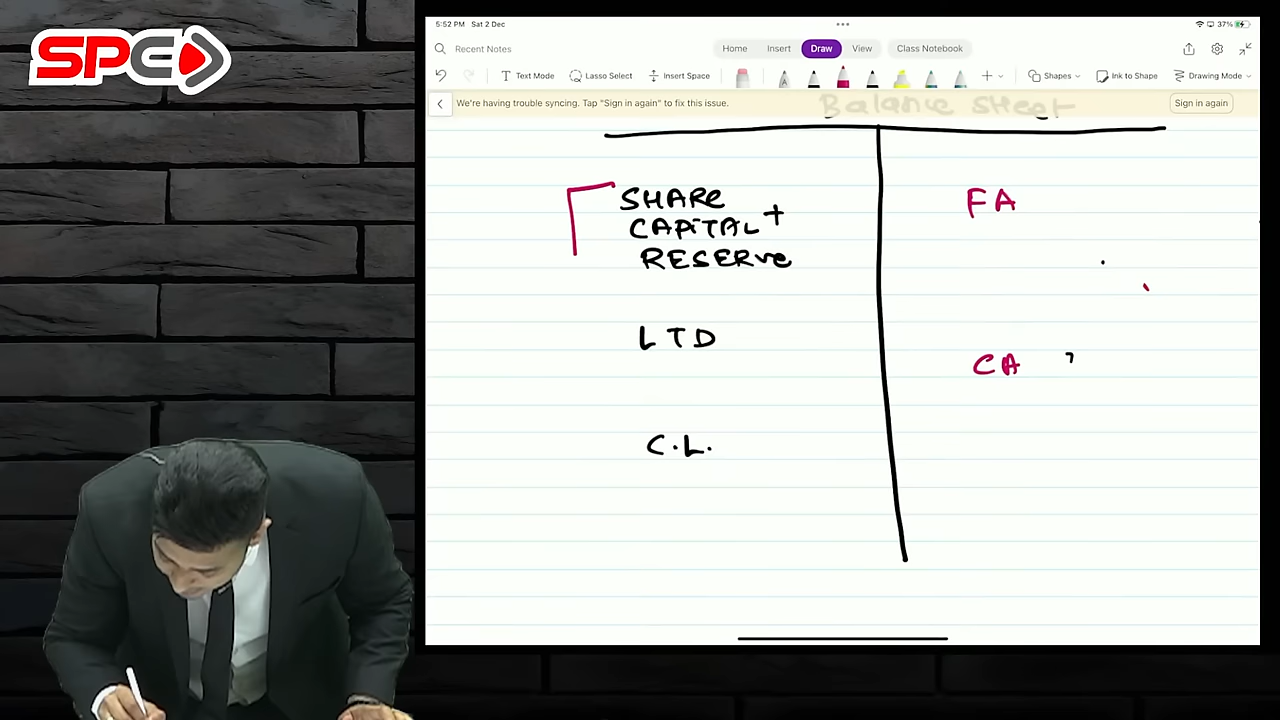 SPC
5:52 PM Sat 2 Dec
37%
Recent Notes
Home Insert Draw View Class Notebook
Text Mode Lasso Select Insert Space Shapes Ink to Shape Drawing Mode
We're having trouble syncing. Tap "Sign in again" to fix this issue. Sign in again
Balance sheet
SHARe
CAPiTAL +
RESERve
FA
LTD
CA
C.L.